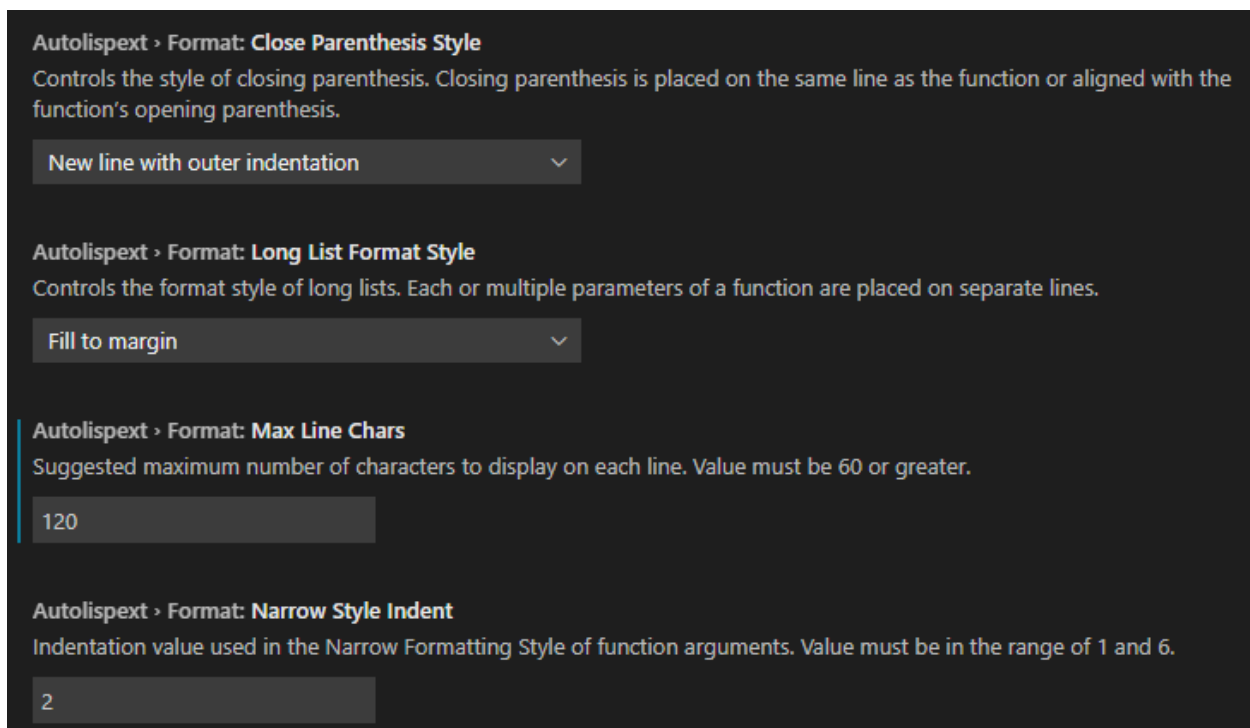 Autolispext › Format: Close Parenthesis Style
Controls the style of closing parenthesis. Closing parenthesis is placed on the same line as the function or aligned with the
function’s opening parenthesis.
New line with outer indentation
Autolispext › Format: Long List Format Style
Controls the format style of long lists. Each or multiple parameters of a function are placed on separate lines.
Fill to margin
Autolispext › Format: Max Line Chars
Suggested maximum number of characters to display on each line. Value must be 60 or greater.
120
Autolispext › Format: Narrow Style Indent
Indentation value used in the Narrow Formatting Style of function arguments. Value must be in the range of 1 and 6.
2